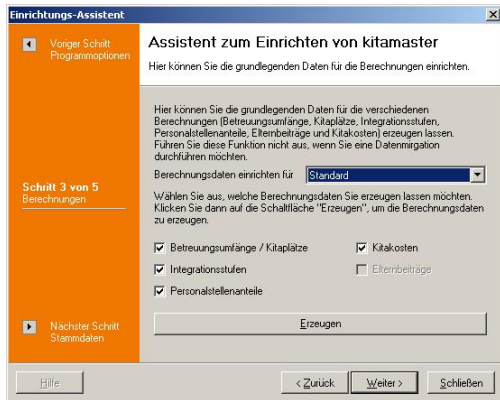 Einrichtungs-Assistent
Voriger Schritt
Programmoptionen
Schritt 3 von 5
Berechnungen
Nächster Schritt
Stammdaten
Assistent zum Einrichten von kitamaster
Hier können Sie die grundlegenden Daten für die Berechnungen einrichten.
Hier können Sie die grundlegenden Daten für die verschiedenen
Berechnungen (Betreuungsumfänge, Kitaplätze, Integrationsstufen,
Personalstellenanteile, Elternbeiträge und Kitakosten) erzeugen lassen.
Führen Sie diese Funktion nicht aus, wenn Sie eine Datenmigration
durchführen möchten.
Berechnungsdaten einrichten für Standard
Wählen Sie aus, welche Berechnungsdaten Sie erzeugen lassen möchten.
Klicken Sie dann auf die Schaltfläche "Erzeugen", um die Berechnungsdaten
zu erzeugen.
Betreuungsumfänge / Kitaplätze Kitakosten
Integrationsstufen Elternbeiträge
Personalstellenanteile
Erzeugen
Hilfe < Zurück Weiter > Schließen